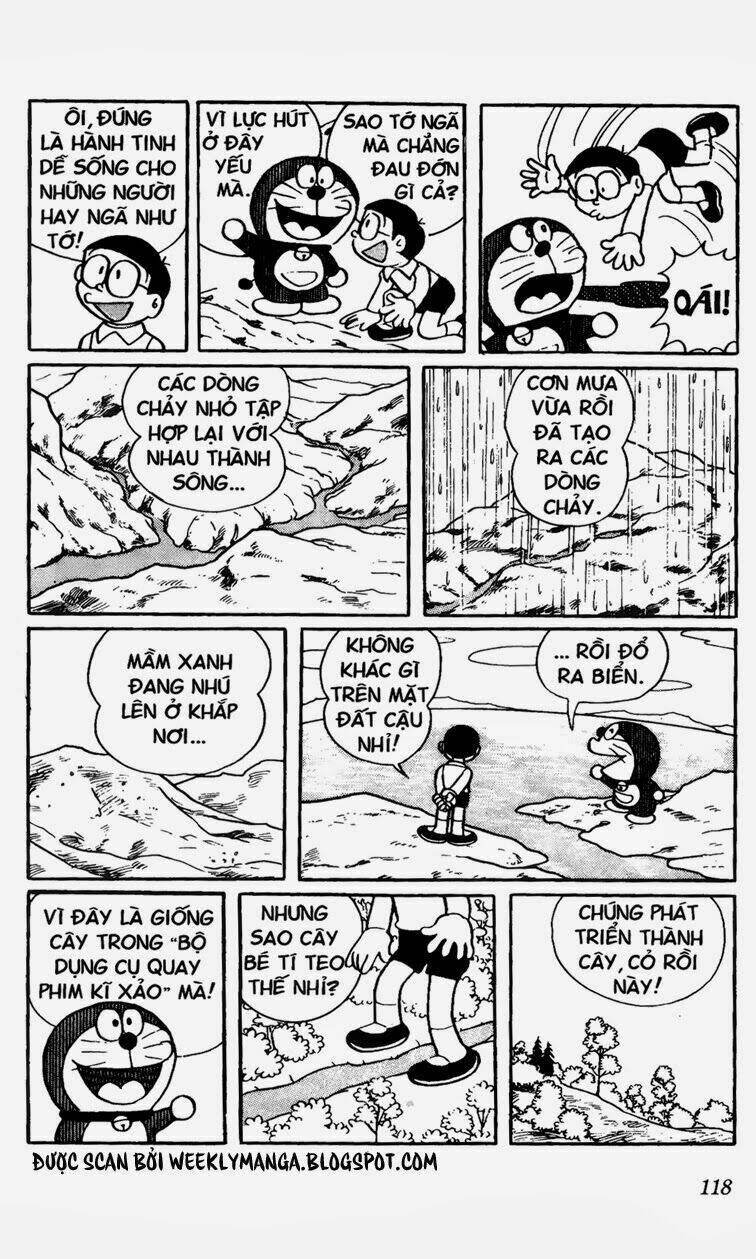 OÁI!
SAO TỚ NGÃ
MÀ CHẲNG
ĐAU ĐỚN
GÌ CẢ?
VÌ LỰC HÚT
Ở ĐÂY
YẾU
MÀ.
ÔI, ĐÚNG
LÀ HÀNH TINH
DỄ SỐNG CHO
NHỮNG NGƯỜI
HAY NGÃ NHƯ
TỚ!
CƠN MƯA
VỪA RỒI
ĐÃ TẠO
RA CÁC
DÒNG
CHẢY.
CÁC DÒNG
CHẢY NHỎ TẬP
HỢP LẠI VỚI
NHAU THÀNH
SÔNG...
... RỒI ĐỔ
RA BIỂN.
KHÔNG
KHÁC GÌ
TRÊN MẶT
ĐẤT CẬU
NHỈ!
MẦM XANH
ĐANG NHÚ
LÊN Ở KHẮP
NƠI...
CHÚNG PHÁT
TRIỂN THÀNH
CÂY, CỎ RỒI
NÀY!
NHƯNG
SAO CÂY
BÉ TÍ TEO
THẾ NHỈ?
VÌ ĐÂY LÀ GIỐNG
CÂY TRONG "BỘ
DỤNG CỤ QUAY
PHIM KĨ XẢO" MÀ!
ĐƯỢC SCAN BỞI WEEKLYMANGA.BLOGSPOT.COM
118